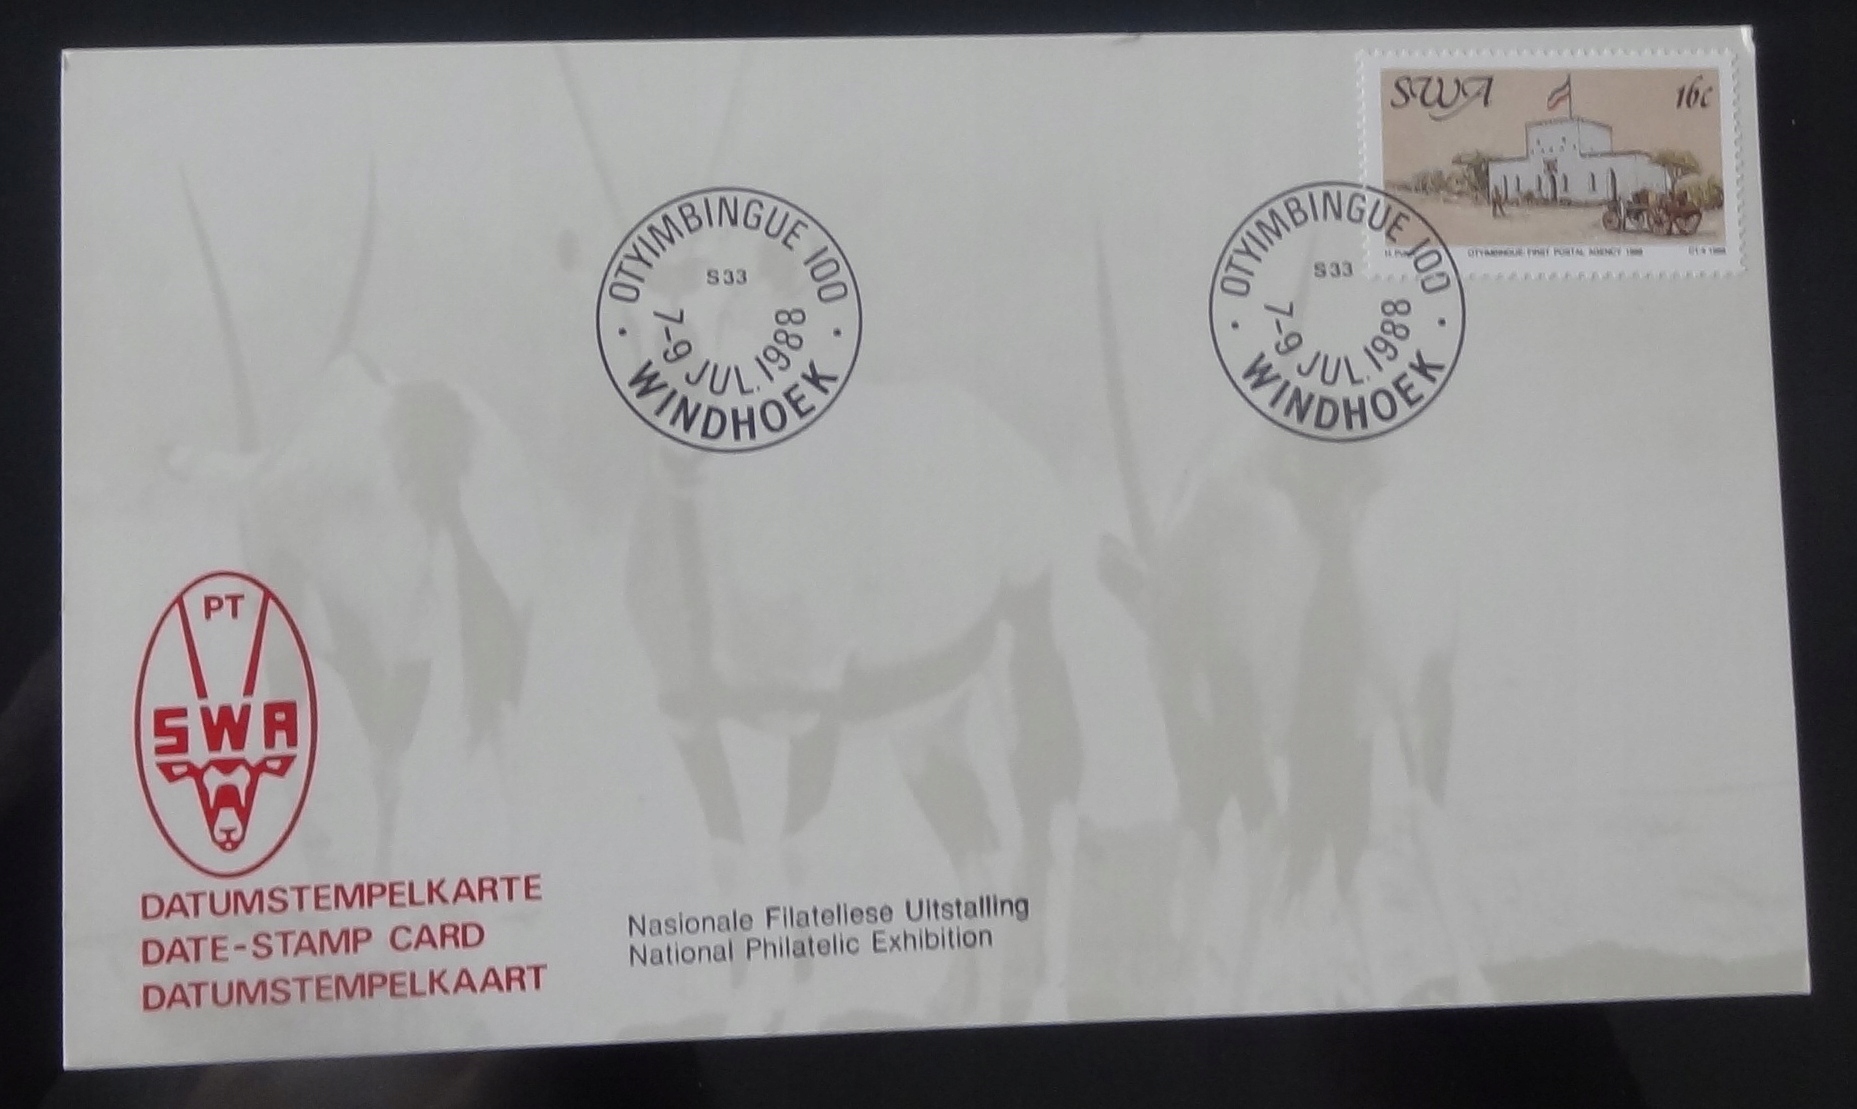 SWA 16c
OTYIMBINGUE FIRST POSTAL AGENCY 1888
OTYIMBINGUE 100
S33
7-9 JUL. 1988
WINDHOEK
OTYIMBINGUE 100
S33
7-9 JUL. 1988
WINDHOEK
PT
SWA
DATUMSTEMPELKARTE
DATE-STAMP CARD
DATUMSTEMPELKAART
Nasionale Filateliese Uitstalling
National Philatelic Exhibition